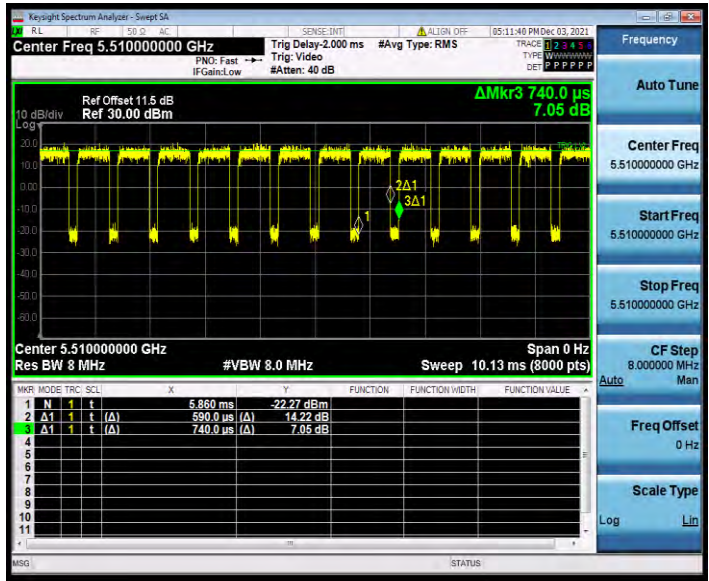 Keysight Spectrum Analyzer - Swept SA
RL RF 50 Ω AC SENSE:INT ALIGN OFF 05:11:40 PM Dec 03, 2021
Center Freq 5.510000000 GHz
PNO: Fast
IFGain:Low
Trig Delay-2.000 ms
Trig: Video
#Atten: 40 dB
#Avg Type: RMS
TRACE 1 2 3 4 5 6
TYPE WWWWWW
DET P P P P P P
Frequency
Auto Tune
Center Freq
5.510000000 GHz
Start Freq
5.510000000 GHz
Stop Freq
5.510000000 GHz
CF Step
8.000000 MHz
Auto Man
Freq Offset
0 Hz
Scale Type
Log Lin
ΔMkr3 740.0 µs
7.05 dB
Ref Offset 11.5 dB
10 dB/div Ref 30.00 dBm
Log
20.0
10.0
0.00
-10.0
-20.0
-30.0
-40.0
-50.0
-60.0
2Δ1
3Δ1
1
Center 5.510000000 GHz Span 0 Hz
Res BW 8 MHz #VBW 8.0 MHz Sweep 10.13 ms (8000 pts)
MKR MODE TRC SCL X Y FUNCTION FUNCTION WIDTH FUNCTION VALUE
1 N 1 t 5.860 ms -22.27 dBm
2 Δ1 1 t (Δ) 590.0 µs (Δ) 14.22 dB
3 Δ1 1 t (Δ) 740.0 µs (Δ) 7.05 dB
4
5
6
7
8
9
10
11
MSG STATUS